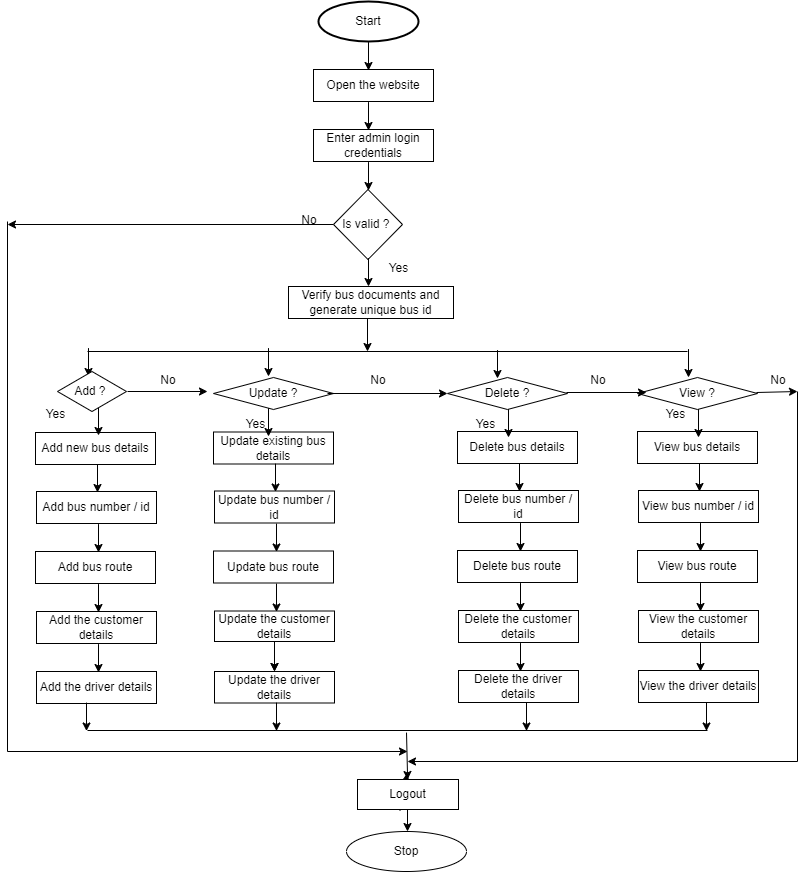 Start
Open the website
Enter admin login
credentials
No
Is valid ?
Yes
Verify bus documents and
generate unique bus id
Add ?
No
Update ?
No
Delete ?
No
View ?
No
Yes
Yes
Yes
Yes
Add new bus details
Update existing bus
details
Delete bus details
View bus details
Add bus number / id
Update bus number /
id
Delete bus number /
id
View bus number / id
Add bus route
Update bus route
Delete bus route
View bus route
Add the customer
details
Update the customer
details
Delete the customer
details
View the customer
details
Add the driver details
Update the driver
details
Delete the driver
details
View the driver details
Logout
Stop